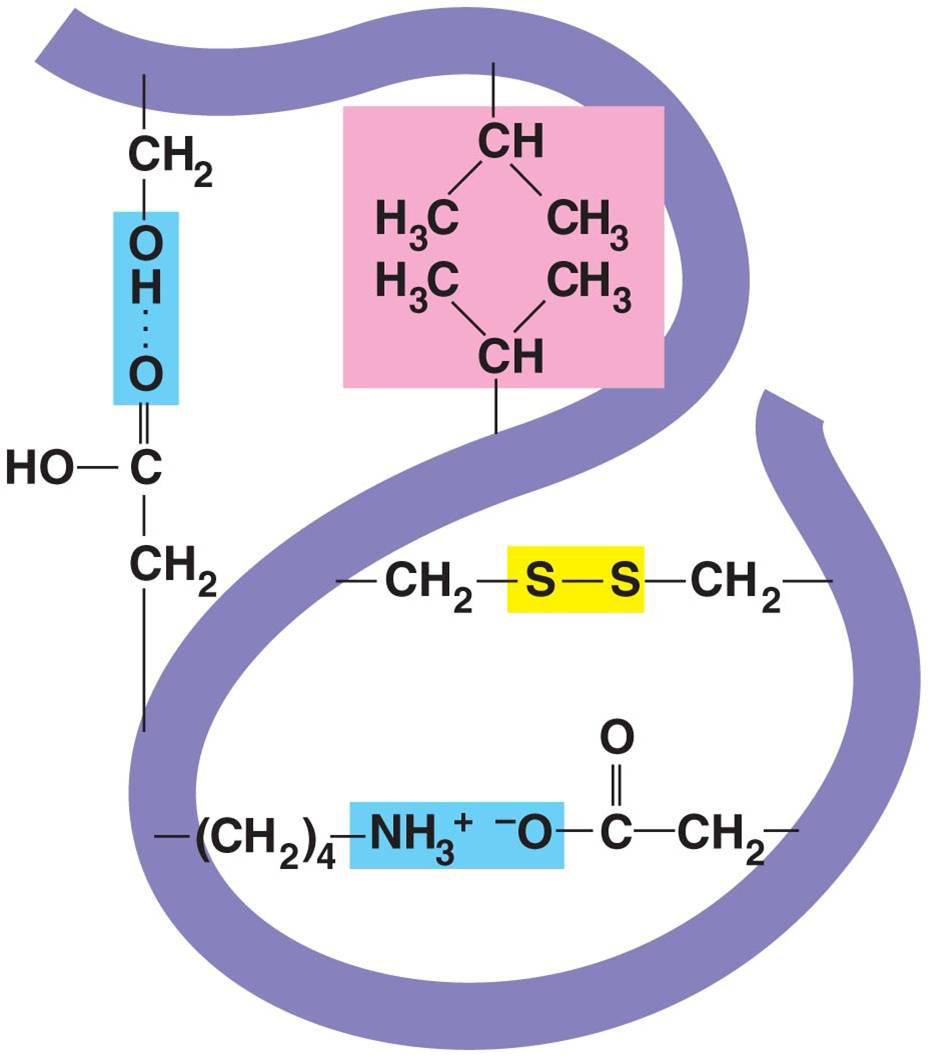 CH₂
O
H
O
HO—C
CH₂
CH
H₃C CH₃
H₃C CH₃
CH
—CH₂—S—S—CH₂—
O
—(CH₂)₄—NH₃⁺ ⁻O—C—CH₂—